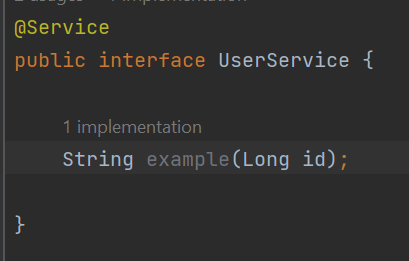 @Service
public interface UserService {
1 implementation
String example(Long id);
}